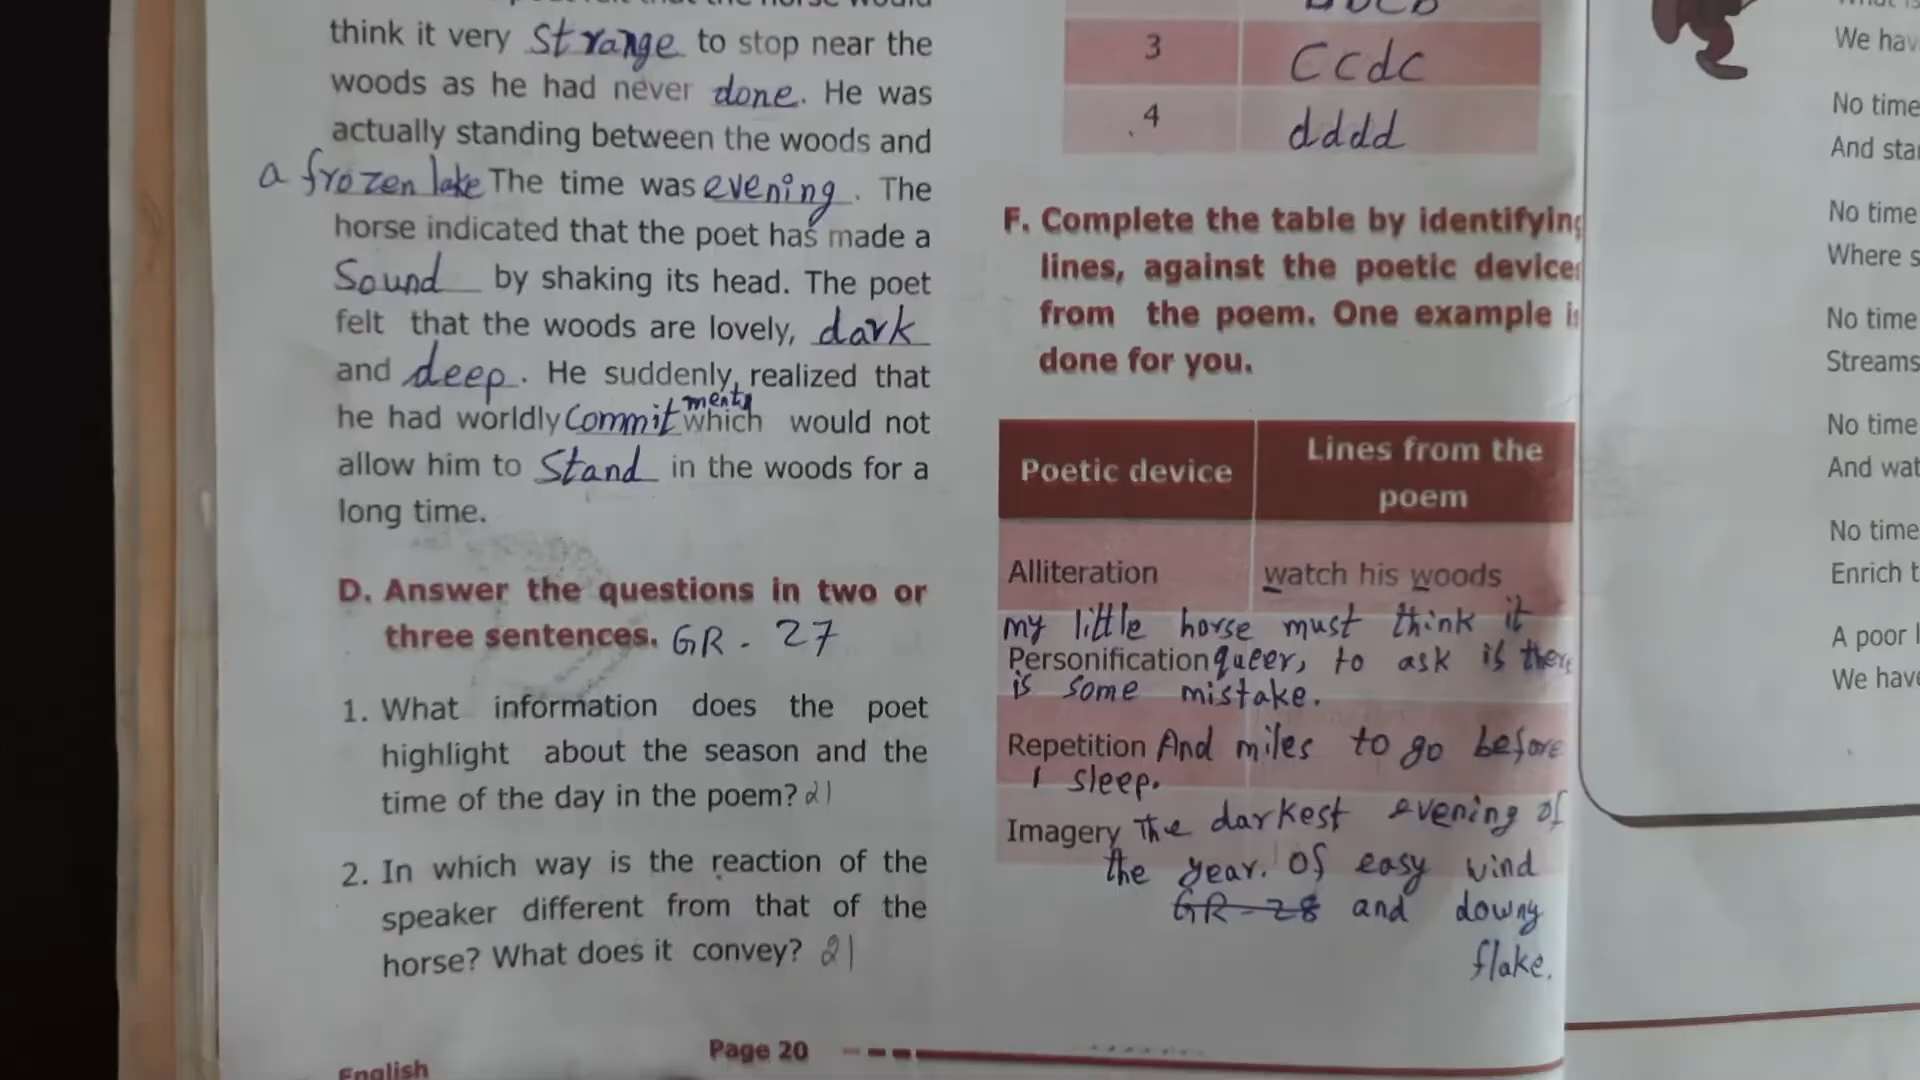 think it very strange to stop near the
woods as he had never done. He was
actually standing between the woods and
a frozen lake The time was evening. The
horse indicated that the poet has made a
Sound by shaking its head. The poet
felt that the woods are lovely, dark
and deep. He suddenly realized that
he had worldly Commitments which would not
allow him to Stand in the woods for a
long time.
D. Answer the questions in two or
three sentences. GR - 27
1. What information does the poet
highlight about the season and the
time of the day in the poem? 21
2. In which way is the reaction of the
speaker different from that of the
horse? What does it convey? 21
English
Page 20
3 CcdC
4 dddd
F. Complete the table by identifying
lines, against the poetic device
from the poem. One example is
done for you.
Poetic device Lines from the
poem
Alliteration watch his woods
my little horse must think it
Personification queer, to ask if there
is some mistake.
Repetition And miles to go before
I sleep.
Imagery The darkest evening of
the year. Of easy wind
GR-28 and downy
flake.
We hav
No time
And sta
No time
Where s
No time
Streams
No time
And wat
No time
Enrich t
A poor l
We have